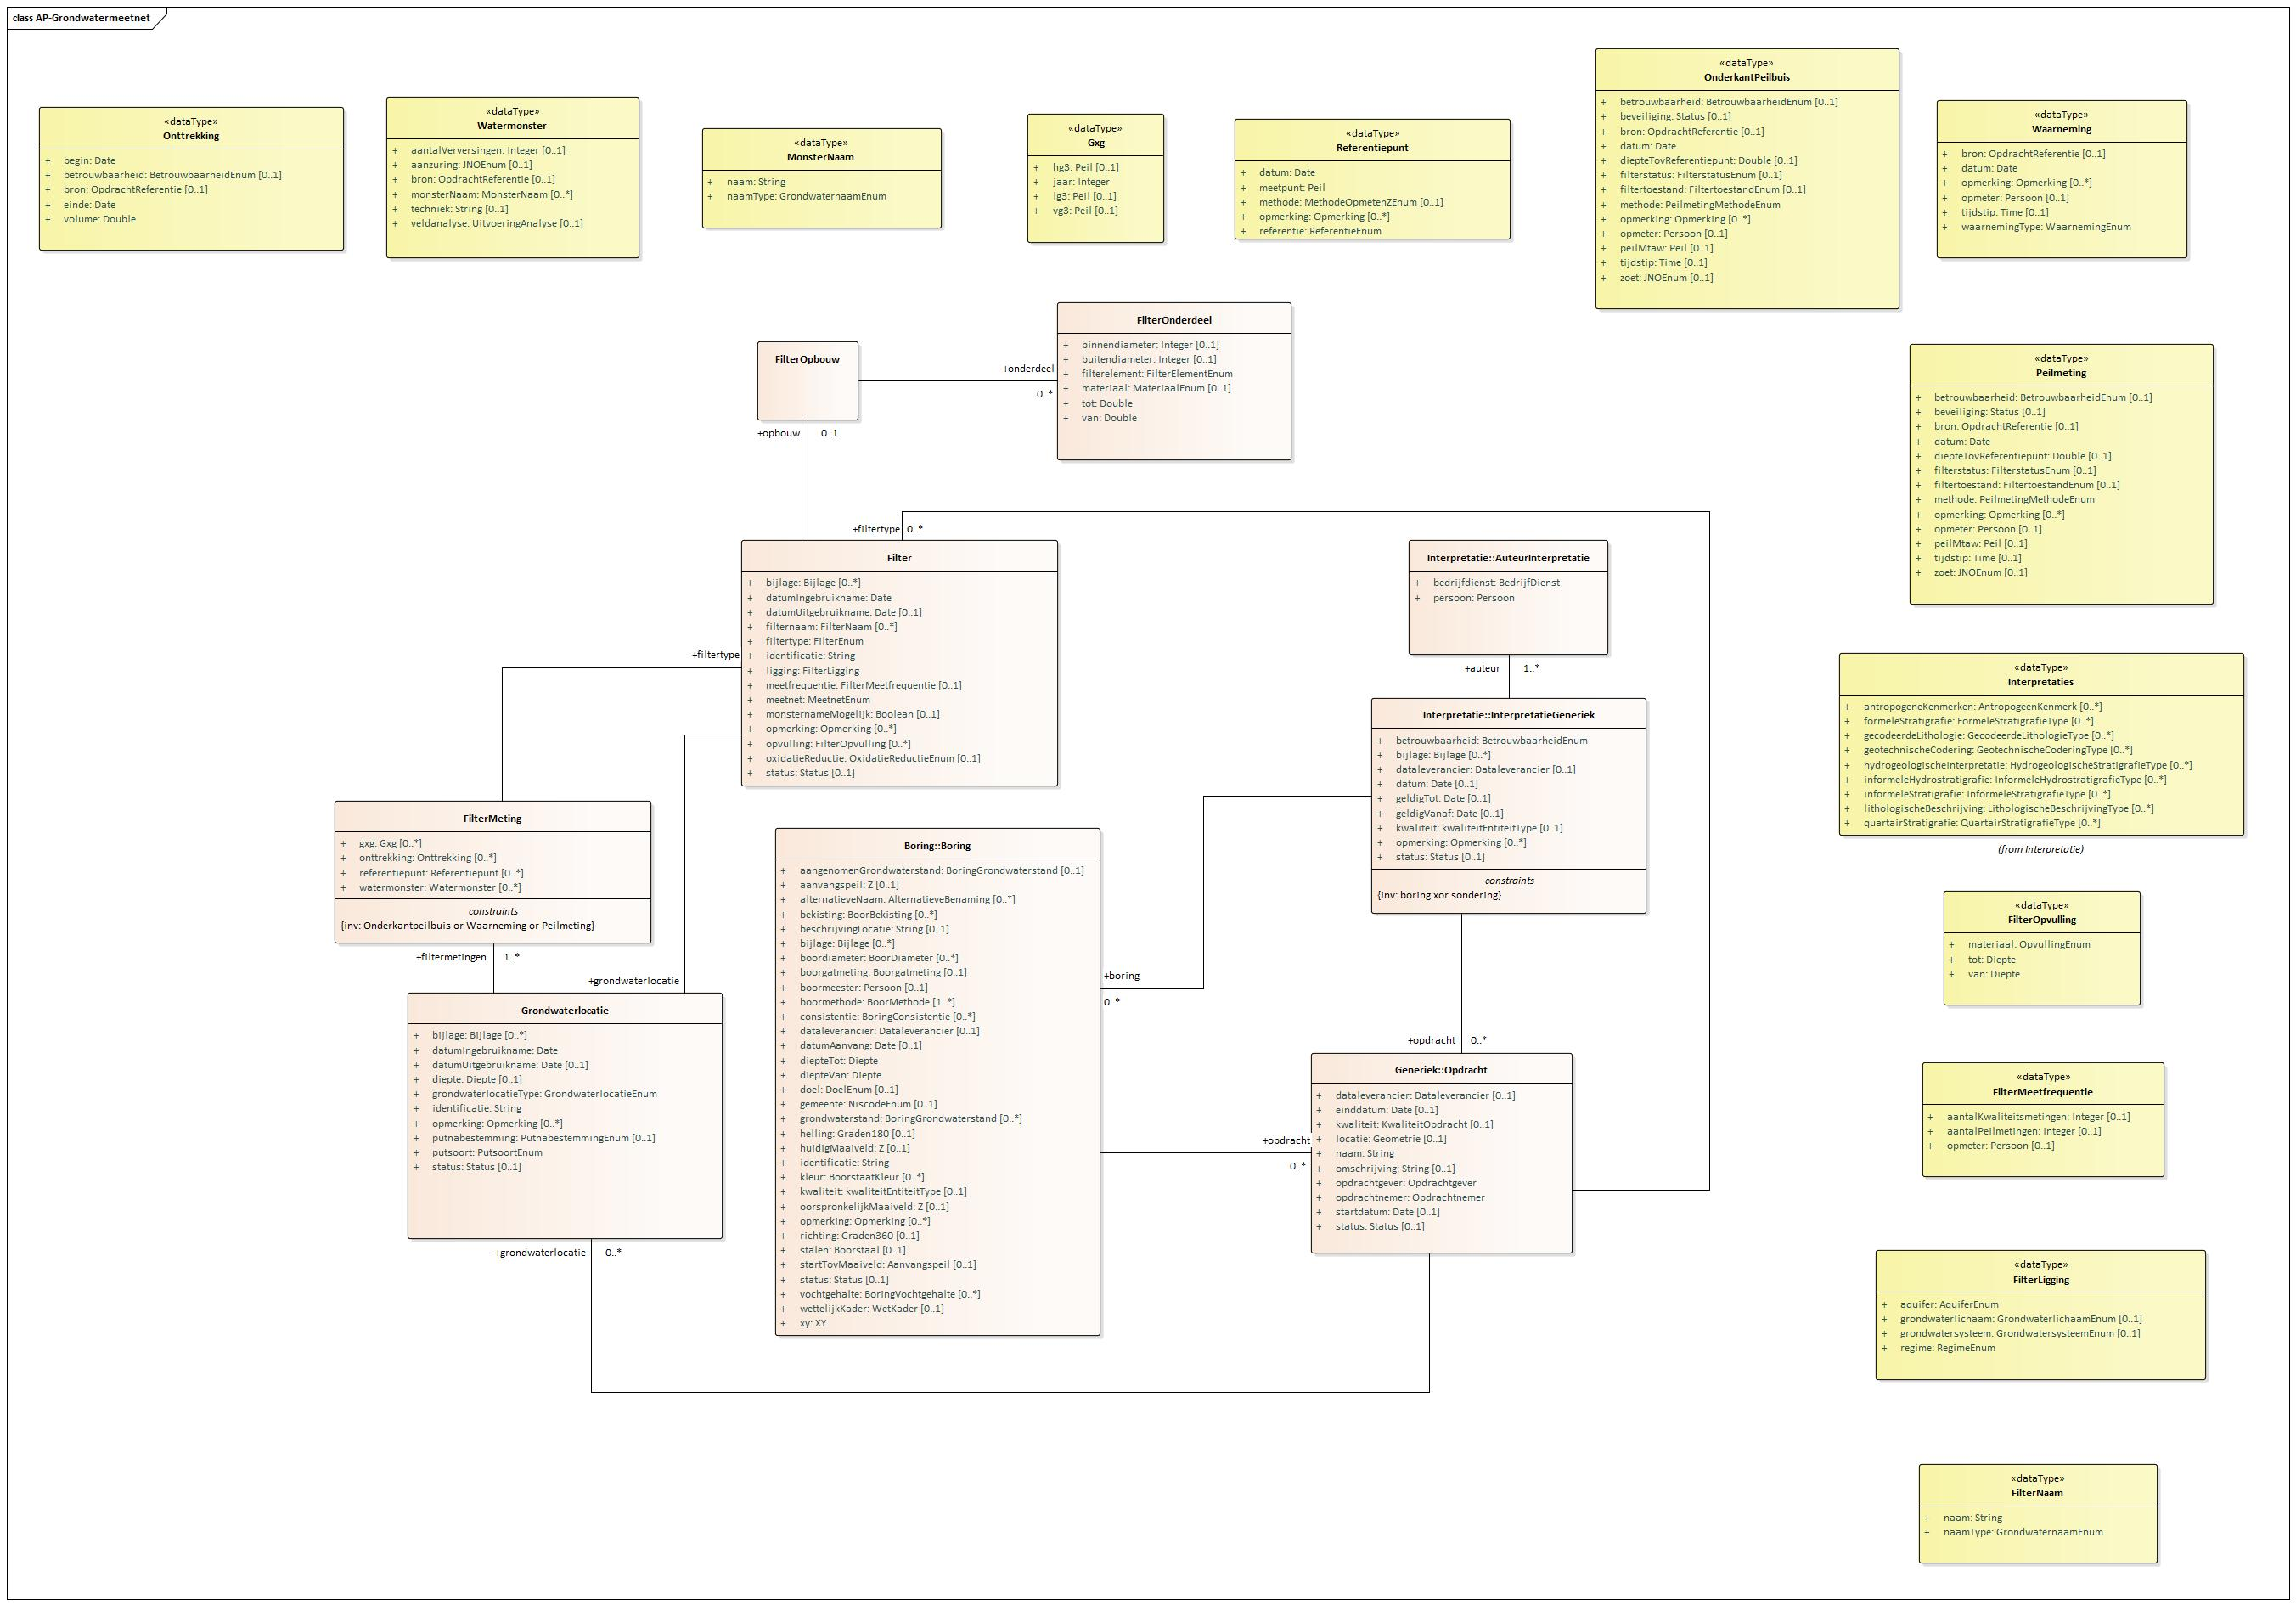 class AP-Grondwatermeetnet
«dataType»
Onttrekking
+ begin: Date
+ betrouwbaarheid: BetrouwbaarheidEnum [0..1]
+ bron: OpdrachtReferentie [0..1]
+ einde: Date
+ volume: Double
«dataType»
Watermonster
+ aantalVerversingen: Integer [0..1]
+ aanzuring: JNOEnum [0..1]
+ bron: OpdrachtReferentie [0..1]
+ monsterNaam: MonsterNaam [0..*]
+ techniek: String [0..1]
+ veldanalyse: UitvoeringAnalyse [0..1]
«dataType»
MonsterNaam
+ naam: String
+ naamType: GrondwaternaamEnum
«dataType»
Gxg
+ hg3: Peil [0..1]
+ jaar: Integer
+ lg3: Peil [0..1]
+ vg3: Peil [0..1]
«dataType»
Referentiepunt
+ datum: Date
+ meetpunt: Peil
+ methode: MethodeOpmetenZEnum [0..1]
+ opmerking: Opmerking [0..*]
+ referentie: ReferentieEnum
«dataType»
OnderkantPeilbuis
+ betrouwbaarheid: BetrouwbaarheidEnum [0..1]
+ beveiliging: Status [0..1]
+ bron: OpdrachtReferentie [0..1]
+ datum: Date
+ diepteTovReferentiepunt: Double [0..1]
+ filterstatus: FilterstatusEnum [0..1]
+ filtertoestand: FiltertoestandEnum [0..1]
+ methode: PeilmetingMethodeEnum
+ opmerking: Opmerking [0..*]
+ opmeter: Persoon [0..1]
+ peilMtaw: Peil [0..1]
+ tijdstip: Time [0..1]
+ zoet: JNOEnum [0..1]
«dataType»
Waarneming
+ bron: OpdrachtReferentie [0..1]
+ datum: Date
+ opmerking: Opmerking [0..*]
+ opmeter: Persoon [0..1]
+ tijdstip: Time [0..1]
+ waarnemingType: WaarnemingEnum
FilterOpbouw
+onderdeel
0..*
+opbouw 0..1
FilterOnderdeel
+ binnendiameter: Integer [0..1]
+ buitendiameter: Integer [0..1]
+ filterelement: FilterElementEnum
+ materiaal: MateriaalEnum [0..1]
+ tot: Double
+ van: Double
«dataType»
Peilmeting
+ betrouwbaarheid: BetrouwbaarheidEnum [0..1]
+ beveiliging: Status [0..1]
+ bron: OpdrachtReferentie [0..1]
+ datum: Date
+ diepteTovReferentiepunt: Double [0..1]
+ filterstatus: FilterstatusEnum [0..1]
+ filtertoestand: FiltertoestandEnum [0..1]
+ methode: PeilmetingMethodeEnum
+ opmerking: Opmerking [0..*]
+ opmeter: Persoon [0..1]
+ peilMtaw: Peil [0..1]
+ tijdstip: Time [0..1]
+ zoet: JNOEnum [0..1]
+filtertype 0..*
Filter
+ bijlage: Bijlage [0..*]
+ datumIngebruikname: Date
+ datumUitgebruikname: Date [0..1]
+ filternaam: FilterNaam [0..*]
+ filtertype: FilterEnum
+ identificatie: String
+ ligging: FilterLigging
+ meetfrequentie: FilterMeetfrequentie [0..1]
+ meetnet: MeetnetEnum
+ monsternameMogelijk: Boolean [0..1]
+ opmerking: Opmerking [0..*]
+ opvulling: FilterOpvulling [0..*]
+ oxidatieReductie: OxidatieReductieEnum [0..1]
+ status: Status [0..1]
+filtertype
Interpretatie::AuteurInterpretatie
+ bedrijfdienst: BedrijfDienst
+ persoon: Persoon
+auteur 1..*
Interpretatie::InterpretatieGeneriek
+ betrouwbaarheid: BetrouwbaarheidEnum
+ bijlage: Bijlage [0..*]
+ dataleverancier: Dataleverancier [0..1]
+ datum: Date [0..1]
+ geldigTot: Date [0..1]
+ geldigVanaf: Date [0..1]
+ kwaliteit: kwaliteitEntiteitType [0..1]
+ opmerking: Opmerking [0..*]
+ status: Status [0..1]
constraints
{inv: boring xor sondering}
«dataType»
Interpretaties
+ antropogeneKenmerken: AntropogeenKenmerk [0..*]
+ formeleStratigrafie: FormeleStratigrafieType [0..*]
+ gecodeerdeLithologie: GecodeerdeLithologieType [0..*]
+ geotechnischeCodering: GeotechnischeCoderingType [0..*]
+ hydrogeologischeInterpretatie: HydrogeologischeStratigrafieType [0..*]
+ informeleHydrostratigrafie: InformeleHydrostratigrafieType [0..*]
+ informeleStratigrafie: InformeleStratigrafieType [0..*]
+ lithologischeBeschrijving: LithologischeBeschrijvingType [0..*]
+ quartairStratigrafie: QuartairStratigrafieType [0..*]
(from Interpretatie)
FilterMeting
+ gxg: Gxg [0..*]
+ onttrekking: Onttrekking [0..*]
+ referentiepunt: Referentiepunt [0..*]
+ watermonster: Watermonster [0..*]
constraints
{inv: Onderkantpeilbuis or Waarneming or Peilmeting}
+filtermetingen 1..*
+grondwaterlocatie
Boring::Boring
+ aangenomenGrondwaterstand: BoringGrondwaterstand [0..1]
+ aanvangspeil: Z [0..1]
+ alternatieveNaam: AlternatieveBenaming [0..*]
+ bekisting: BoorBekisting [0..*]
+ beschrijvingLocatie: String [0..1]
+ bijlage: Bijlage [0..*]
+ boordiameter: BoorDiameter [0..*]
+ boorgatmeting: Boorgatmeting [0..1]
+ boormeester: Persoon [0..1]
+ boormethode: BoorMethode [1..*]
+ consistentie: BoringConsistentie [0..*]
+ dataleverancier: Dataleverancier [0..1]
+ datumAanvang: Date [0..1]
+ diepteTot: Diepte
+ diepteVan: Diepte
+ doel: DoelEnum [0..1]
+ gemeente: NiscodeEnum [0..1]
+ grondwaterstand: BoringGrondwaterstand [0..*]
+ helling: Graden180 [0..1]
+ huidigMaaiveld: Z [0..1]
+ identificatie: String
+ kleur: BoorstaatKleur [0..*]
+ kwaliteit: kwaliteitEntiteitType [0..1]
+ oorspronkelijkMaaiveld: Z [0..1]
+ opmerking: Opmerking [0..*]
+ richting: Graden360 [0..1]
+ stalen: Boorstaal [0..1]
+ startTovMaaiveld: Aanvangspeil [0..1]
+ status: Status [0..1]
+ vochtgehalte: BoringVochtgehalte [0..*]
+ wettelijkKader: WetKader [0..1]
+ xy: XY
+boring
0..*
Grondwaterlocatie
+ bijlage: Bijlage [0..*]
+ datumIngebruikname: Date
+ datumUitgebruikname: Date [0..1]
+ diepte: Diepte [0..1]
+ grondwaterlocatieType: GrondwaterlocatieEnum
+ identificatie: String
+ opmerking: Opmerking [0..*]
+ putnabestemming: PutnabestemmingEnum [0..1]
+ putsoort: PutsoortEnum
+ status: Status [0..1]
+grondwaterlocatie 0..*
+opdracht 0..*
+opdracht
0..*
Generiek::Opdracht
+ dataleverancier: Dataleverancier [0..1]
+ einddatum: Date [0..1]
+ kwaliteit: KwaliteitOpdracht [0..1]
+ locatie: Geometrie [0..1]
+ naam: String
+ omschrijving: String [0..1]
+ opdrachtgever: Opdrachtgever
+ opdrachtnemer: Opdrachtnemer
+ startdatum: Date [0..1]
+ status: Status [0..1]
«dataType»
FilterOpvulling
+ materiaal: OpvullingEnum
+ tot: Diepte
+ van: Diepte
«dataType»
FilterMeetfrequentie
+ aantalKwaliteitsmetingen: Integer [0..1]
+ aantalPeilmetingen: Integer [0..1]
+ opmeter: Persoon [0..1]
«dataType»
FilterLigging
+ aquifer: AquiferEnum
+ grondwaterlichaam: GrondwaterlichaamEnum [0..1]
+ grondwatersysteem: GrondwatersysteemEnum [0..1]
+ regime: RegimeEnum
«dataType»
FilterNaam
+ naam: String
+ naamType: GrondwaternaamEnum